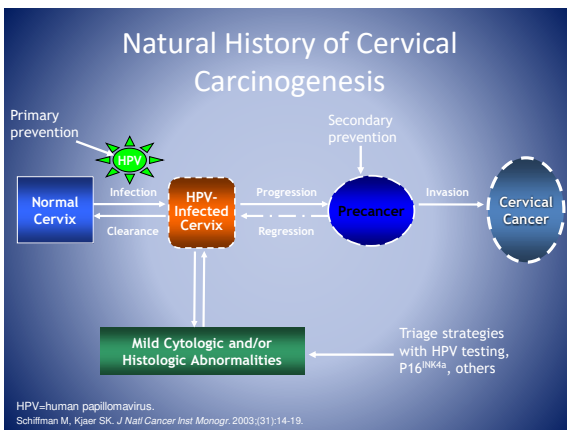 Natural History of Cervical
Carcinogenesis
Primary
prevention
HPV
Secondary
prevention
Normal
Cervix
Infection
Clearance
HPV-
Infected
Cervix
Progression
Regression
Precancer
Invasion
Cervical
Cancer
Mild Cytologic and/or
Histologic Abnormalities
Triage strategies
with HPV testing,
P16^INK4a, others
HPV=human papillomavirus.
Schiffman M, Kjaer SK. J Natl Cancer Inst Monogr. 2003;(31):14-19.